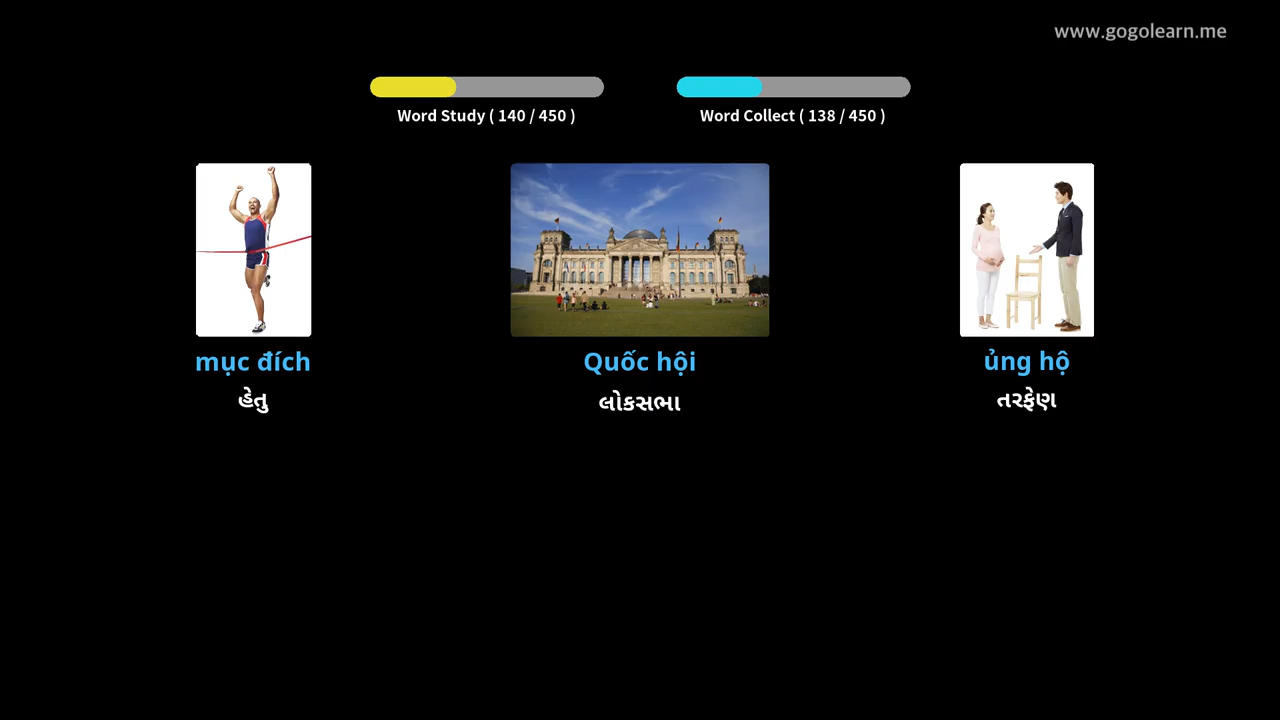 www.gogolearn.me
Word Study ( 140 / 450 )
Word Collect ( 138 / 450 )
mục đích
હેતુ
Quốc hội
લોકસભા
ủng hộ
તરફેણ